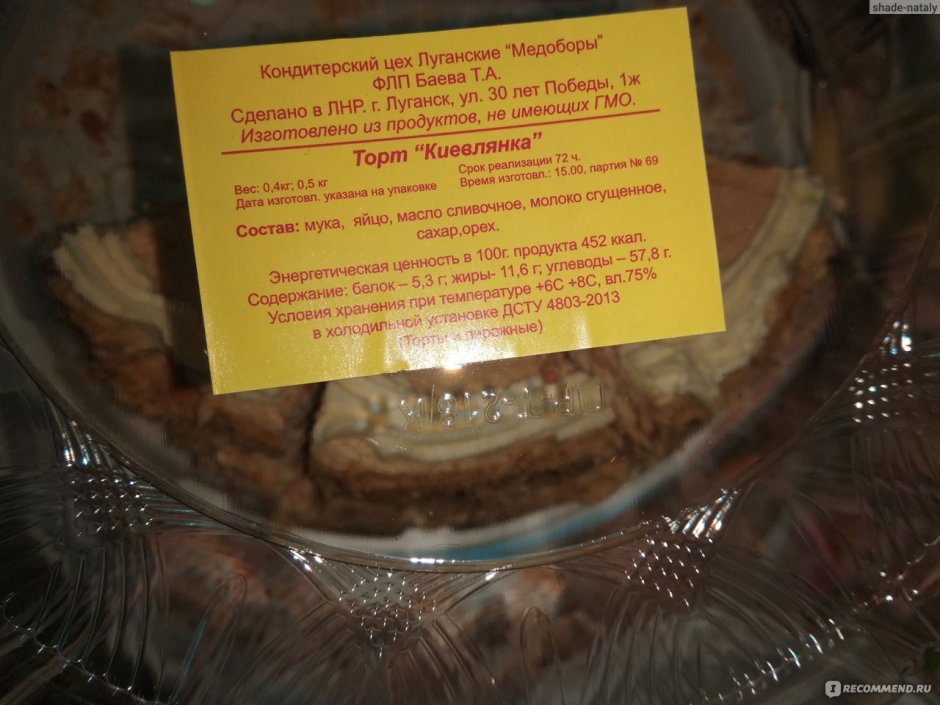 shade-nataly
Кондитерский цех Луганские "Медоборы"
ФЛП Баева Т.А.
Сделано в ЛНР. г. Луганск, ул. 30 лет Победы, 1ж
Изготовлено из продуктов, не имеющих ГМО.
Торт "Киевлянка"
Вес: 0,4кг; 0,5 кг
Дата изготовл. указана на упаковке
Срок реализации 72 ч.
Время изготовл.: 15.00, партия № 69
Состав: мука, яйцо, масло сливочное, молоко сгущенное,
сахар,орех.
Энергетическая ценность в 100г. продукта 452 ккал.
Содержание: белок – 5,3 г; жиры- 11,6 г; углеводы – 57,8 г.
Условия хранения при температуре +6С +8С, вл.75%
в холодильной установке ДСТУ 4803-2013
(Торты и пирожные)
IRECOMMEND.RU